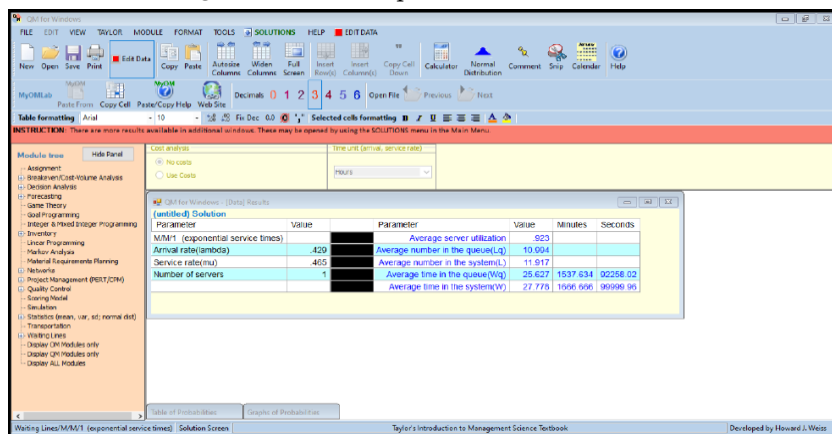 QM for Windows
FILE EDIT VIEW TAYLOR MODULE FORMAT TOOLS SOLUTIONS HELP EDIT DATA
New Open Save Print Edit Data Copy Paste Autosize Columns Widen Columns Full Screen Insert Row(s) Insert Column(s) Copy Cell Down Calculator Normal Distribution Comment Snip Calendar Help
MyOMLab Paste From Copy Cell Paste/Copy Help Web Site Decimals 0 1 2 3 4 5 6 Open File Previous Next
Table formatting Arial 10 Fix Dec 0.0 Selected cells formatting B I U
INSTRUCTION: There are more results available in additional windows. These may be opened by using the SOLUTIONS menu in the Main Menu.
Module tree Hide Panel
Assignment
Breakeven/Cost-Volume Analysis
Decision Analysis
Forecasting
Game Theory
Goal Programming
Integer & Mixed Integer Programming
Inventory
Linear Programming
Markov Analysis
Material Requirements Planning
Networks
Project Management (PERT/CPM)
Quality Control
Scoring Model
Simulation
Statistics (mean, var, sd; normal dist)
Transportation
Waiting Lines
Display OM Modules only
Display QM Modules only
Display ALL Modules
Cost analysis
No costs
Use Costs
Time unit (arrival, service rate)
Hours
QM for Windows - [Data] Results
(untitled) Solution
Parameter Value Parameter Value Minutes Seconds
M/M/1 (exponential service times) Average server utilization .923
Arrival rate(lambda) .429 Average number in the queue(Lq) 10.994
Service rate(mu) .465 Average number in the system(L) 11.917
Number of servers 1 Average time in the queue(Wq) 25.627 1537.634 92258.02
Average time in the system(W) 27.778 1666.666 99999.96
Table of Probabilities Graphs of Probabilities
Waiting Lines/M/M/1 (exponential service times) Solution Screen Taylor's Introduction to Management Science Textbook Developed by Howard J. Weiss